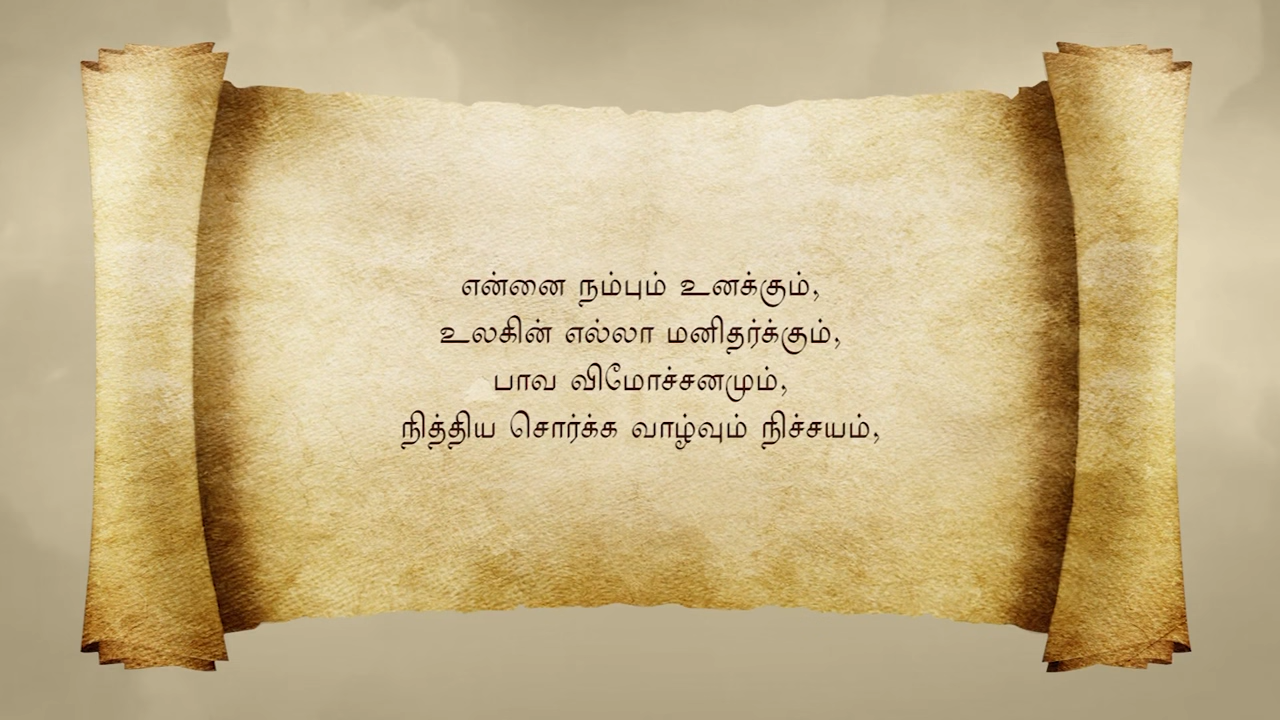 என்னை நம்பும் உனக்கும்,
உலகின் எல்லா மனிதர்க்கும்,
பாவ விமோச்சனமும்,
நித்திய சொர்க்க வாழ்வும் நிச்சயம்,